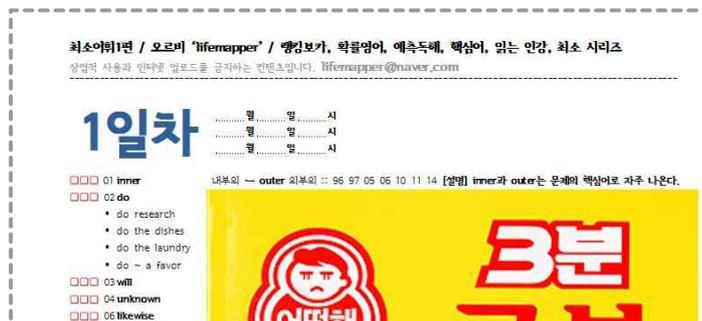 최소어휘1편 / 오르비 ‘lifemapper’ / 랭킹보카, 확률영어, 예측독해, 핵심어, 읽는 인강, 최소 시리즈
상업적 사용과 인터넷 업로드를 금지하는 컨텐츠입니다. lifemapper@naver.com
1일차
..........월..........일..........시
..........월..........일..........시
..........월..........일..........시
❏❏❏ 01 inner 내부의 ↔ outer 외부의 :: 96 97 05 06 10 11 14 [설명] inner과 outer는 문제의 핵심어로 자주 나온다.
❏❏❏ 02 do
• do research
• do the dishes
• do the laundry
• do ~ a favor
❏❏❏ 03 will
❏❏❏ 04 unknown
❏❏❏ 06 likewise
3분
어떡해